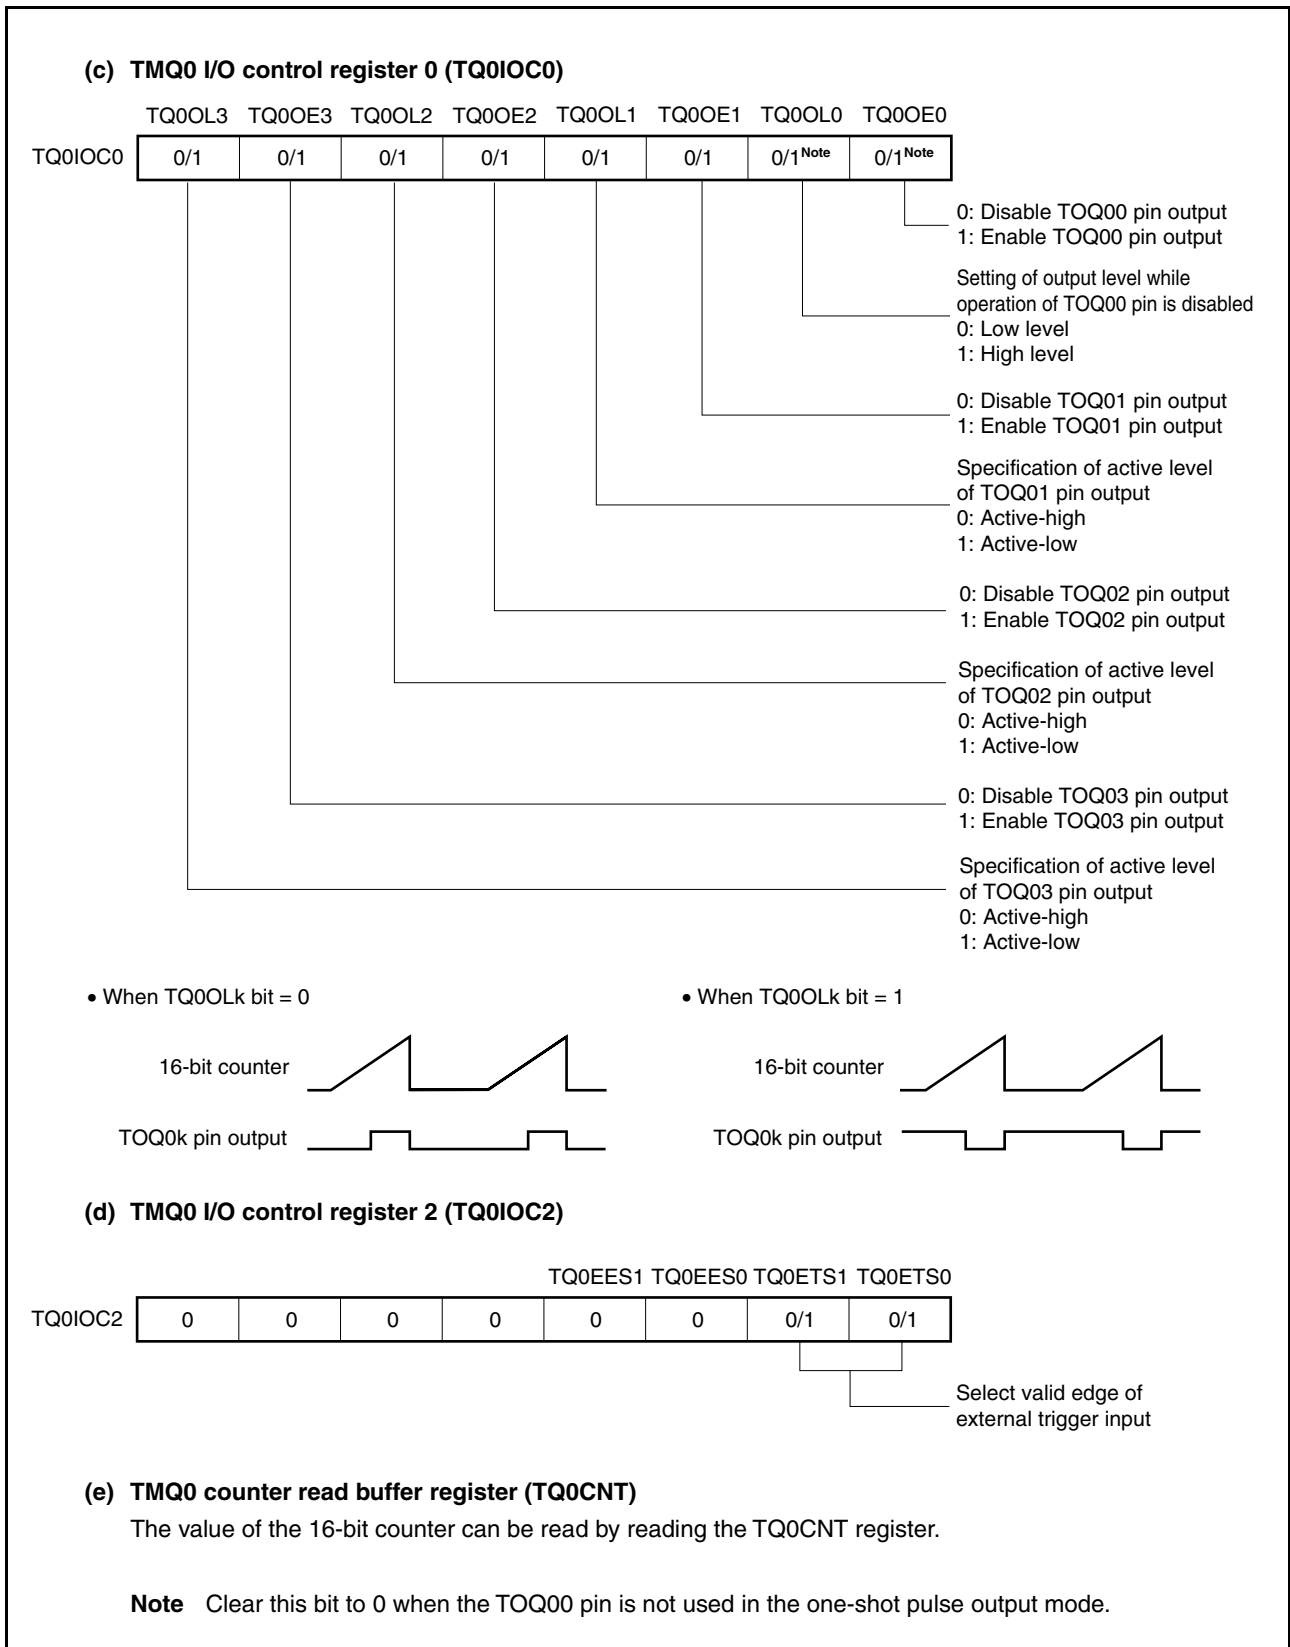 (c) TMQ0 I/O control register 0 (TQ0IOC0)
TQ0OL3 TQ0OE3 TQ0OL2 TQ0OE2 TQ0OL1 TQ0OE1 TQ0OL0 TQ0OE0
TQ0IOC0 0/1 0/1 0/1 0/1 0/1 0/1 0/1Note 0/1Note
0: Disable TOQ00 pin output
1: Enable TOQ00 pin output
Setting of output level while
operation of TOQ00 pin is disabled
0: Low level
1: High level
0: Disable TOQ01 pin output
1: Enable TOQ01 pin output
Specification of active level
of TOQ01 pin output
0: Active-high
1: Active-low
0: Disable TOQ02 pin output
1: Enable TOQ02 pin output
Specification of active level
of TOQ02 pin output
0: Active-high
1: Active-low
0: Disable TOQ03 pin output
1: Enable TOQ03 pin output
Specification of active level
of TOQ03 pin output
0: Active-high
1: Active-low
• When TQ0OLk bit = 0
16-bit counter
TOQ0k pin output
• When TQ0OLk bit = 1
16-bit counter
TOQ0k pin output
(d) TMQ0 I/O control register 2 (TQ0IOC2)
TQ0EES1 TQ0EES0 TQ0ETS1 TQ0ETS0
TQ0IOC2 0 0 0 0 0 0 0/1 0/1
Select valid edge of
external trigger input
(e) TMQ0 counter read buffer register (TQ0CNT)
The value of the 16-bit counter can be read by reading the TQ0CNT register.
Note Clear this bit to 0 when the TOQ00 pin is not used in the one-shot pulse output mode.